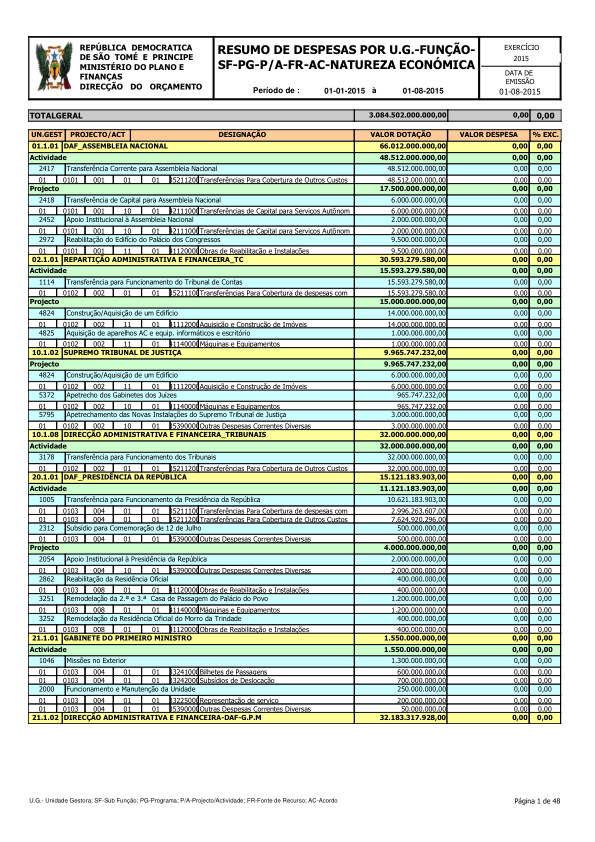 REPÚBLICA DEMOCRATICA
DE SÃO TOMÉ E PRINCIPE
MINISTÉRIO DO PLANO E
FINANÇAS
DIRECÇÃO DO ORÇAMENTO
RESUMO DE DESPESAS POR U.G.-FUNÇÃO-
SF-PG-P/A-FR-AC-NATUREZA ECONÓMICA
Período de : 01-01-2015 à 01-08-2015
EXERCÍCIO
2015
DATA DE
EMISSÃO
01-08-2015
TOTALGERAL 3.084.502.000.000,00 0,00 0,00
UN.GEST PROJECTO/ACT DESIGNAÇÃO VALOR DOTAÇÃO VALOR DESPESA % EXC.
01.1.01 DAF_ASSEMBLEIA NACIONAL 66.012.000.000,00 0,00 0,00
Actividade 48.512.000.000,00 0,00 0,00
2417 Transferência Corrente para Assembleia Nacional 48.512.000.000,00 0,00 0,00
01 0101 001 01 01 Transferências Para Cobertura de Outros Custos 48.512.000.000,00 0,00 0,00
Projecto 17.500.000.000,00 0,00 0,00
2418 Transferência de Capital para Assembleia Nacional 6.000.000.000,00 0,00 0,00
01 0101 001 10 01 Transferências de Capital para Serviços Autônom 6.000.000.000,00 0,00 0,00
2452 Apoio Institucional à Assembleia Nacional 2.000.000.000,00 0,00 0,00
01 0101 001 10 01 Transferências de Capital para Serviços Autônom 2.000.000.000,00 0,00 0,00
2972 Reabilitação do Edifício do Palácio dos Congressos 9.500.000.000,00 0,00 0,00
01 0101 001 11 01 Obras de Reabilitação e Instalações 9.500.000.000,00 0,00 0,00
02.1.01 REPARTIÇÃO ADMINISTRATIVA E FINANCEIRA_TC 30.593.279.580,00 0,00 0,00
Actividade 15.593.279.580,00 0,00 0,00
1114 Transferência para Funcionamento do Tribunal de Contas 15.593.279.580,00 0,00 0,00
01 0102 002 01 01 Transferências Para Cobertura de despesas com 15.593.279.580,00 0,00 0,00
Projecto 15.000.000.000,00 0,00 0,00
4824 Construção/Aquisição de um Edifício 14.000.000.000,00 0,00 0,00
01 0102 002 11 01 Aquisição e Construção de Imóveis 14.000.000.000,00 0,00 0,00
4825 Aquisição de aparelhos AC e equip. informáticos e escritório 1.000.000.000,00 0,00 0,00
01 0102 002 11 01 Máquinas e Equipamentos 1.000.000.000,00 0,00 0,00
10.1.02 SUPREMO TRIBUNAL DE JUSTIÇA 9.965.747.232,00 0,00 0,00
Projecto 9.965.747.232,00 0,00 0,00
4824 Construção/Aquisição de um Edifício 6.000.000.000,00 0,00 0,00
01 0102 002 11 01 Aquisição e Construção de Imóveis 6.000.000.000,00 0,00 0,00
5372 Apetrecho dos Gabinetes dos Juizes 965.747.232,00 0,00 0,00
01 0102 002 10 01 Máquinas e Equipamentos 965.747.232,00 0,00 0,00
5795 Apetrechamento das Novas Instalações do Supremo Tribunal de Justiça 3.000.000.000,00 0,00 0,00
01 0102 002 10 01 Outras Despesas Correntes Diversas 3.000.000.000,00 0,00 0,00
10.1.08 DIRECÇÃO ADMINISTRATIVA E FINANCEIRA_TRIBUNAIS 32.000.000.000,00 0,00 0,00
Actividade 32.000.000.000,00 0,00 0,00
3178 Transferência para Funcionamento dos Tribunais 32.000.000.000,00 0,00 0,00
01 0102 002 01 01 Transferências Para Cobertura de Outros Custos 32.000.000.000,00 0,00 0,00
20.1.01 DAF_PRESIDÊNCIA DA REPÚBLICA 15.121.183.903,00 0,00 0,00
Actividade 11.121.183.903,00 0,00 0,00
1005 Transferência para Funcionamento da Presidência da República 10.621.183.903,00 0,00 0,00
01 0103 004 01 01 Transferências Para Cobertura de despesas com 2.996.263.607,00 0,00 0,00
01 0103 004 01 01 Transferências Para Cobertura de Outros Custos 7.624.920.296,00 0,00 0,00
2312 Subsídio para Comemoração de 12 de Julho 500.000.000,00 0,00 0,00
01 0103 004 01 01 Outras Despesas Correntes Diversas 500.000.000,00 0,00 0,00
Projecto 4.000.000.000,00 0,00 0,00
2054 Apoio Institucional à Presidência da República 2.000.000.000,00 0,00 0,00
01 0103 004 10 01 Outras Despesas Correntes Diversas 2.000.000.000,00 0,00 0,00
2862 Reabilitação da Residência Oficial 400.000.000,00 0,00 0,00
01 0103 008 01 01 Obras de Reabilitação e Instalações 400.000.000,00 0,00 0,00
3251 Remodelação da 2.ª e 3.ª Casa de Passagem do Palácio do Povo 1.200.000.000,00 0,00 0,00
01 0103 008 01 01 Máquinas e Equipamentos 1.200.000.000,00 0,00 0,00
3252 Remodelação da Residência Oficial do Morro da Trindade 400.000.000,00 0,00 0,00
01 0103 008 01 01 Obras de Reabilitação e Instalações 400.000.000,00 0,00 0,00
21.1.01 GABINETE DO PRIMEIRO MINISTRO 1.550.000.000,00 0,00 0,00
Actividade 1.550.000.000,00 0,00 0,00
1046 Missões no Exterior 1.300.000.000,00 0,00 0,00
01 0103 004 01 01 Bilhetes de Passagens 600.000.000,00 0,00 0,00
01 0103 004 01 01 Subsídios de Deslocação 700.000.000,00 0,00 0,00
2000 Funcionamento e Manutenção da Unidade 250.000.000,00 0,00 0,00
01 0103 004 01 01 Representação de serviço 200.000.000,00 0,00 0,00
01 0103 004 01 01 Outras Despesas Correntes Diversas 50.000.000,00 0,00 0,00
21.1.02 DIRECÇÃO ADMINISTRATIVA E FINANCEIRA-DAF-G.P.M 32.183.317.928,00 0,00 0,00
U.G.- Unidade Gestora; SF-Sub Função; PG-Programa; P/A-Projecto/Actividade; FR-Fonte de Recurso; AC-Acordo
Página 1 de 48